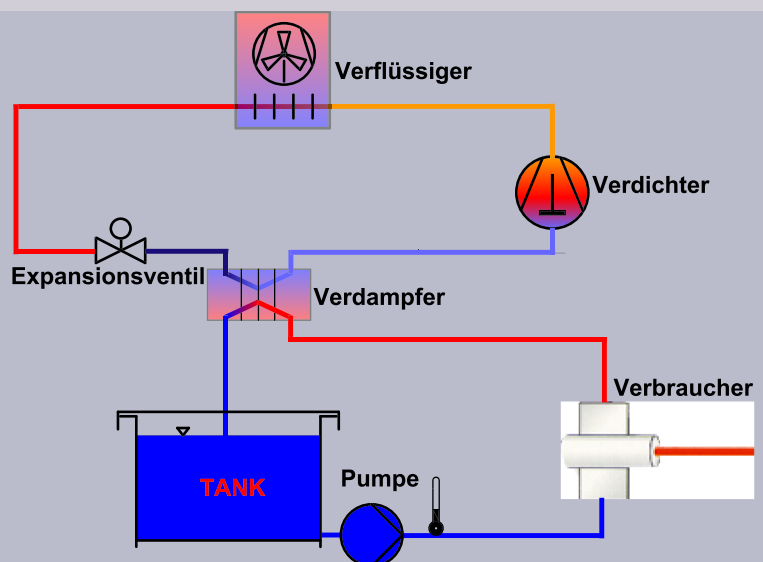 Verflüssiger
Verdichter
Expansionsventil
Verdampfer
Verbraucher
TANK
Pumpe